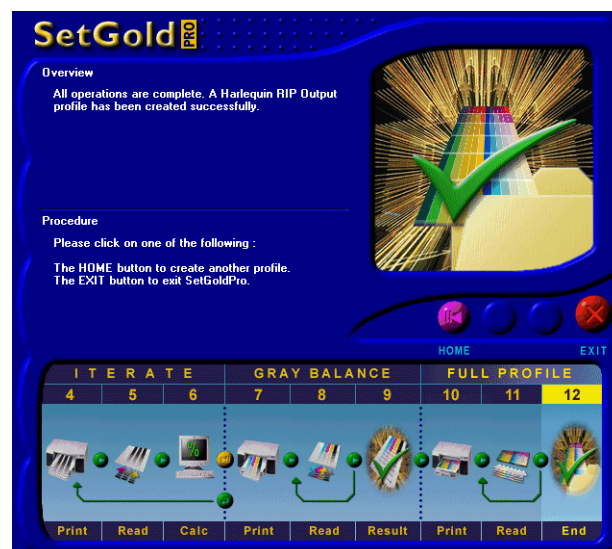 SetGold PRO
Overview
All operations are complete. A Harlequin RIP Output
profile has been created successfully.
Procedure
Please click on one of the following :
The HOME button to create another profile.
The EXIT button to exit SetGoldPro.
HOME EXIT
ITERATE GRAY BALANCE FULL PROFILE
4 5 6 7 8 9 10 11 12
%
Print Read Calc Print Read Result Print Read End